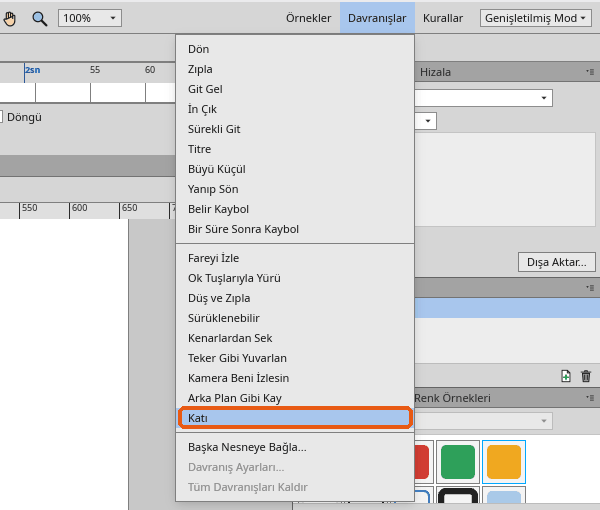 100%
Örnekler
Davranışlar
Kurallar
Genişletilmiş Mod
2sn
55
60
Döngü
550
600
650
Dön
Zıpla
Git Gel
İn Çık
Sürekli Git
Titre
Büyü Küçül
Yanıp Sön
Belir Kaybol
Bir Süre Sonra Kaybol
Fareyi İzle
Ok Tuşlarıyla Yürü
Düş ve Zıpla
Sürüklenebilir
Kenarlardan Sek
Teker Gibi Yuvarlan
Kamera Beni İzlesin
Arka Plan Gibi Kay
Katı
Başka Nesneye Bağla...
Davranış Ayarları...
Tüm Davranışları Kaldır
Hizala
Dışa Aktar...
Renk Örnekleri